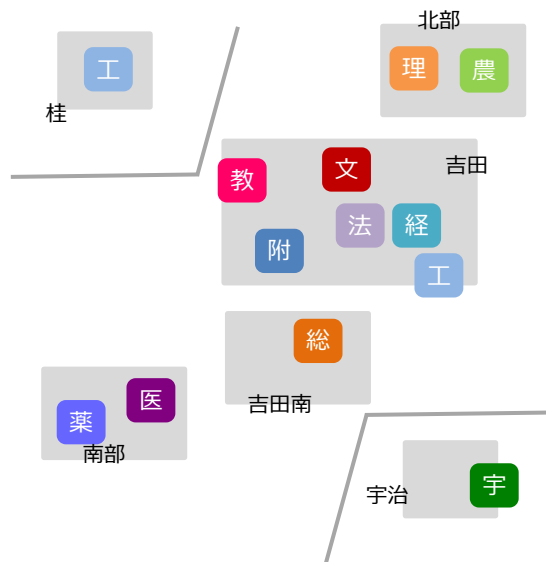 北部
工
理
農
桂
文
吉田
教
法
経
附
工
総
医
吉田南
薬
南部
宇
宇治